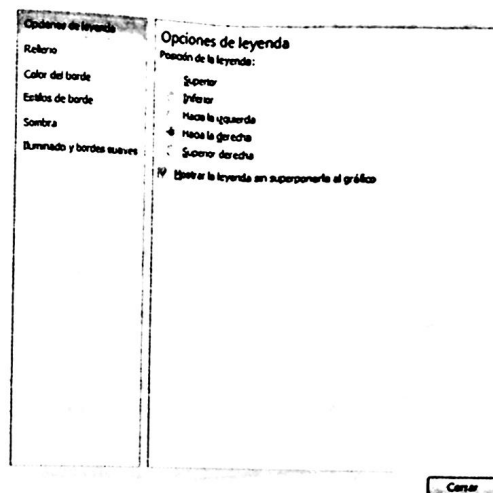 Opciones de leyenda
Relleno
Color del borde
Estilos de borde
Sombra
Iluminado y bordes suaves
Opciones de leyenda
Posición de la leyenda:
Superior
Inferior
Hacia la izquierda
Hacia la derecha
Superior derecha
Mostrar la leyenda sin superponerla al gráfico
Cerrar